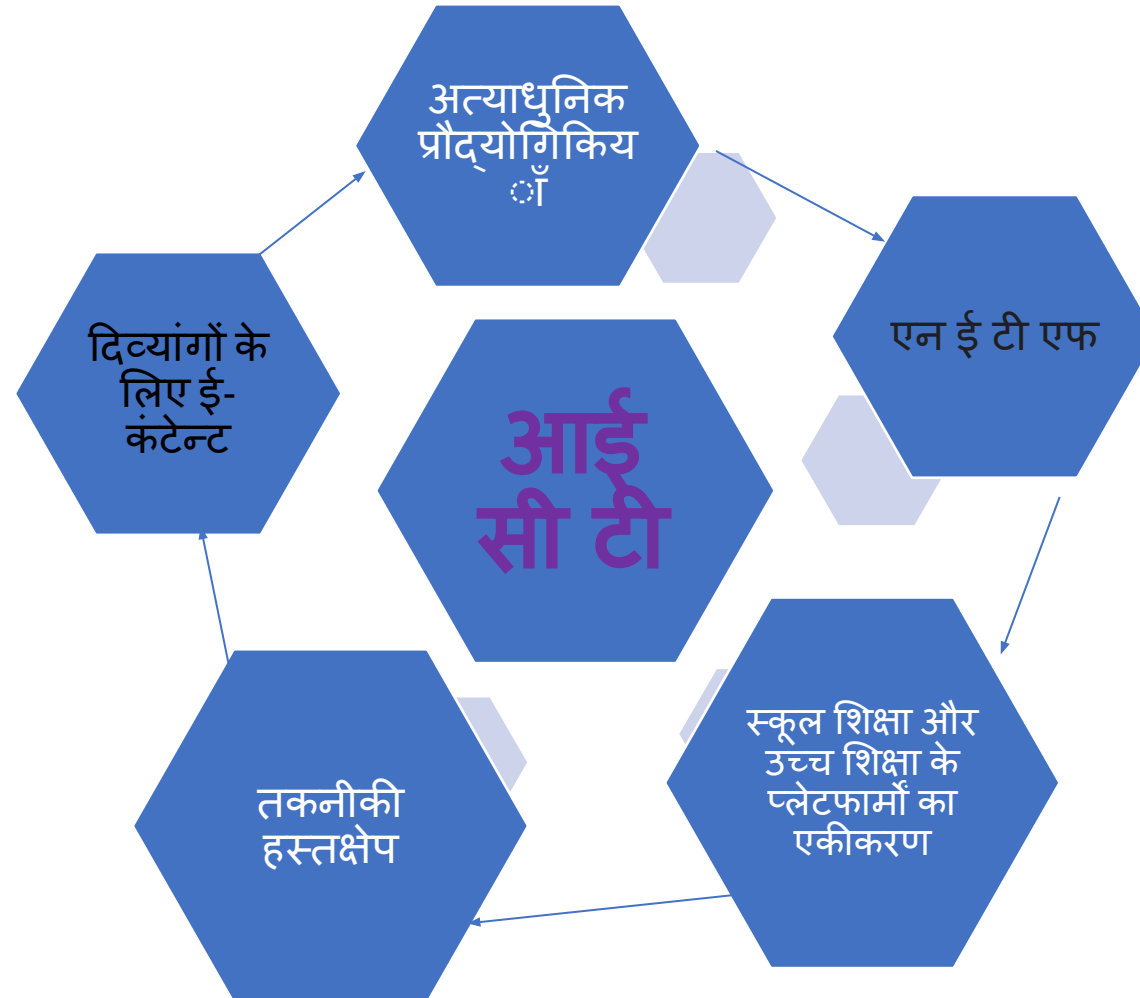 अत्याधुनिक
प्रौद्योगिकिय
ाँ
एन ई टी एफ
दिव्यांगों के
लिए ई-
कंटेन्ट
आई
सी टी
स्कूल शिक्षा और
उच्च शिक्षा के
प्लेटफार्मों का
एकीकरण
तकनीकी
हस्तक्षेप